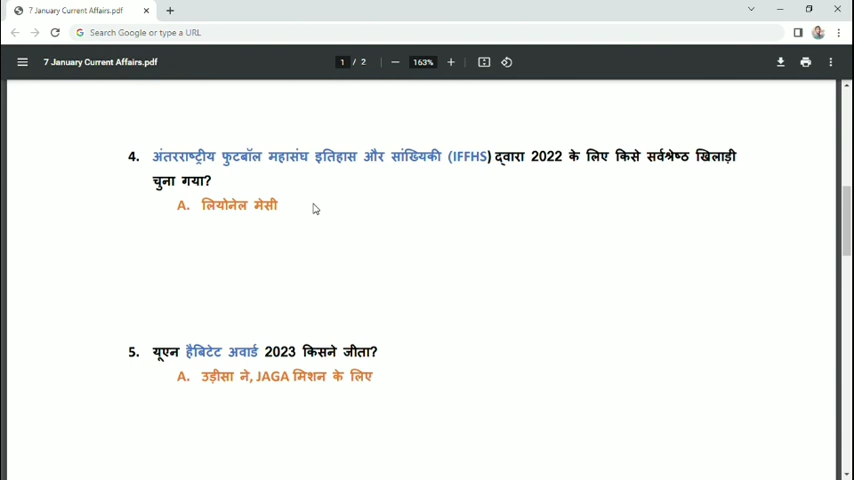 7 January Current Affairs.pdf
Search Google or type a URL
7 January Current Affairs.pdf
1 / 2
163%
4. अंतरराष्ट्रीय फुटबॉल महासंघ इतिहास और सांख्यिकी (IFFHS) द्वारा 2022 के लिए किसे सर्वश्रेष्ठ खिलाड़ी
चुना गया?
A. लियोनेल मेसी
5. यूएन हैबिटेट अवार्ड 2023 किसने जीता?
A. उड़ीसा ने, JAGA मिशन के लिए